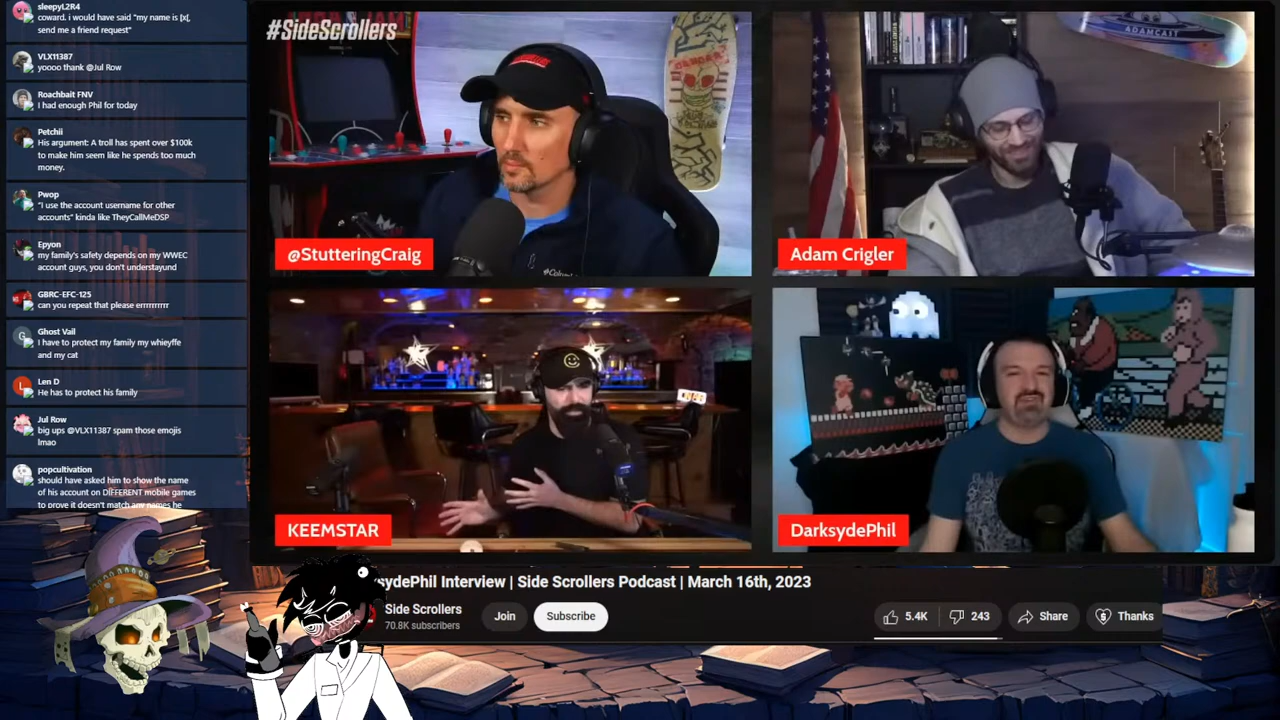 sleepyL2R4
coward. i would have said "my name is [x[,
send me a friend request"
VLX11387
yoooo thank @Jul Row
Roachbait FNV
I had enough Phil for today
Petchii
His argument: A troll has spent over $100k
to make him seem like he spends too much
money.
Pwop
"I use the account username for other
accounts" kinda like TheyCallMeDSP
Epyon
my family's safety depends on my WWEC
account guys, you don't understayund
GBRC-EFC-125
can you repeat that please errrrrrrrr
Ghost Vail
I have to protect my family my whieyffe
and my cat
Len D
He has to protect his family
Jul Row
big ups @VLX11387 spam those emojis
lmao
popcultivation
should have asked him to show the name
of his account on DIFFERENT mobile games
to prove it doesn't match any names he
#SideScrollers
ADAMCAST
@StutteringCraig
Adam Crigler
KEEMSTAR
DarksydePhil
sydePhil Interview | Side Scrollers Podcast | March 16th, 2023
Side Scrollers
70.8K subscribers
Join
Subscribe
5.4K
243
Share
Thanks